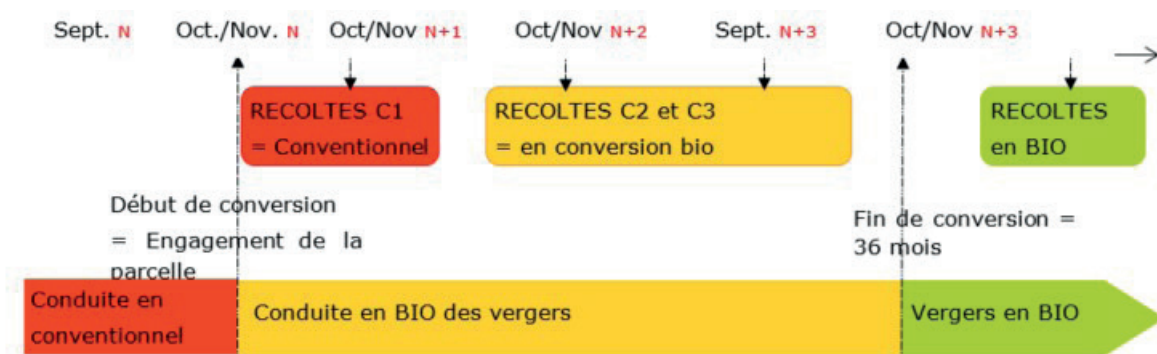 Sept. N Oct./Nov. N Oct/Nov N+1 Oct/Nov N+2 Sept. N+3 Oct/Nov N+3
RECOLTES C1
= Conventionnel
RECOLTES C2 et C3
= en conversion bio
RECOLTES
en BIO
Début de conversion
= Engagement de la
parcelle
Fin de conversion =
36 mois
Conduite en
conventionnel
Conduite en BIO des vergers
Vergers en BIO